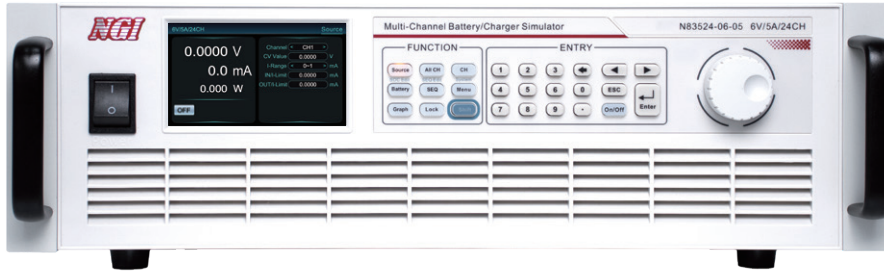 NGI
Multi-Channel Battery/Charger Simulator
N83524-06-05 6V/5A/24CH
6V/5A/24CH Source
0.0000 V
0.0 mA
0.000 W
OFF
Channel CH1
CV Value 0.0000 V
I-Range 0~1 mA
IN1-Limit 0.0000 mA
OUT1-Limit 0.0000 mA
FUNCTION
Source All CH CH
Battery SEQ Menu
Graph Lock
ENTRY
1 2 3
4 5 6 0 ESC
7 8 9 · On/Off
Enter
I
O